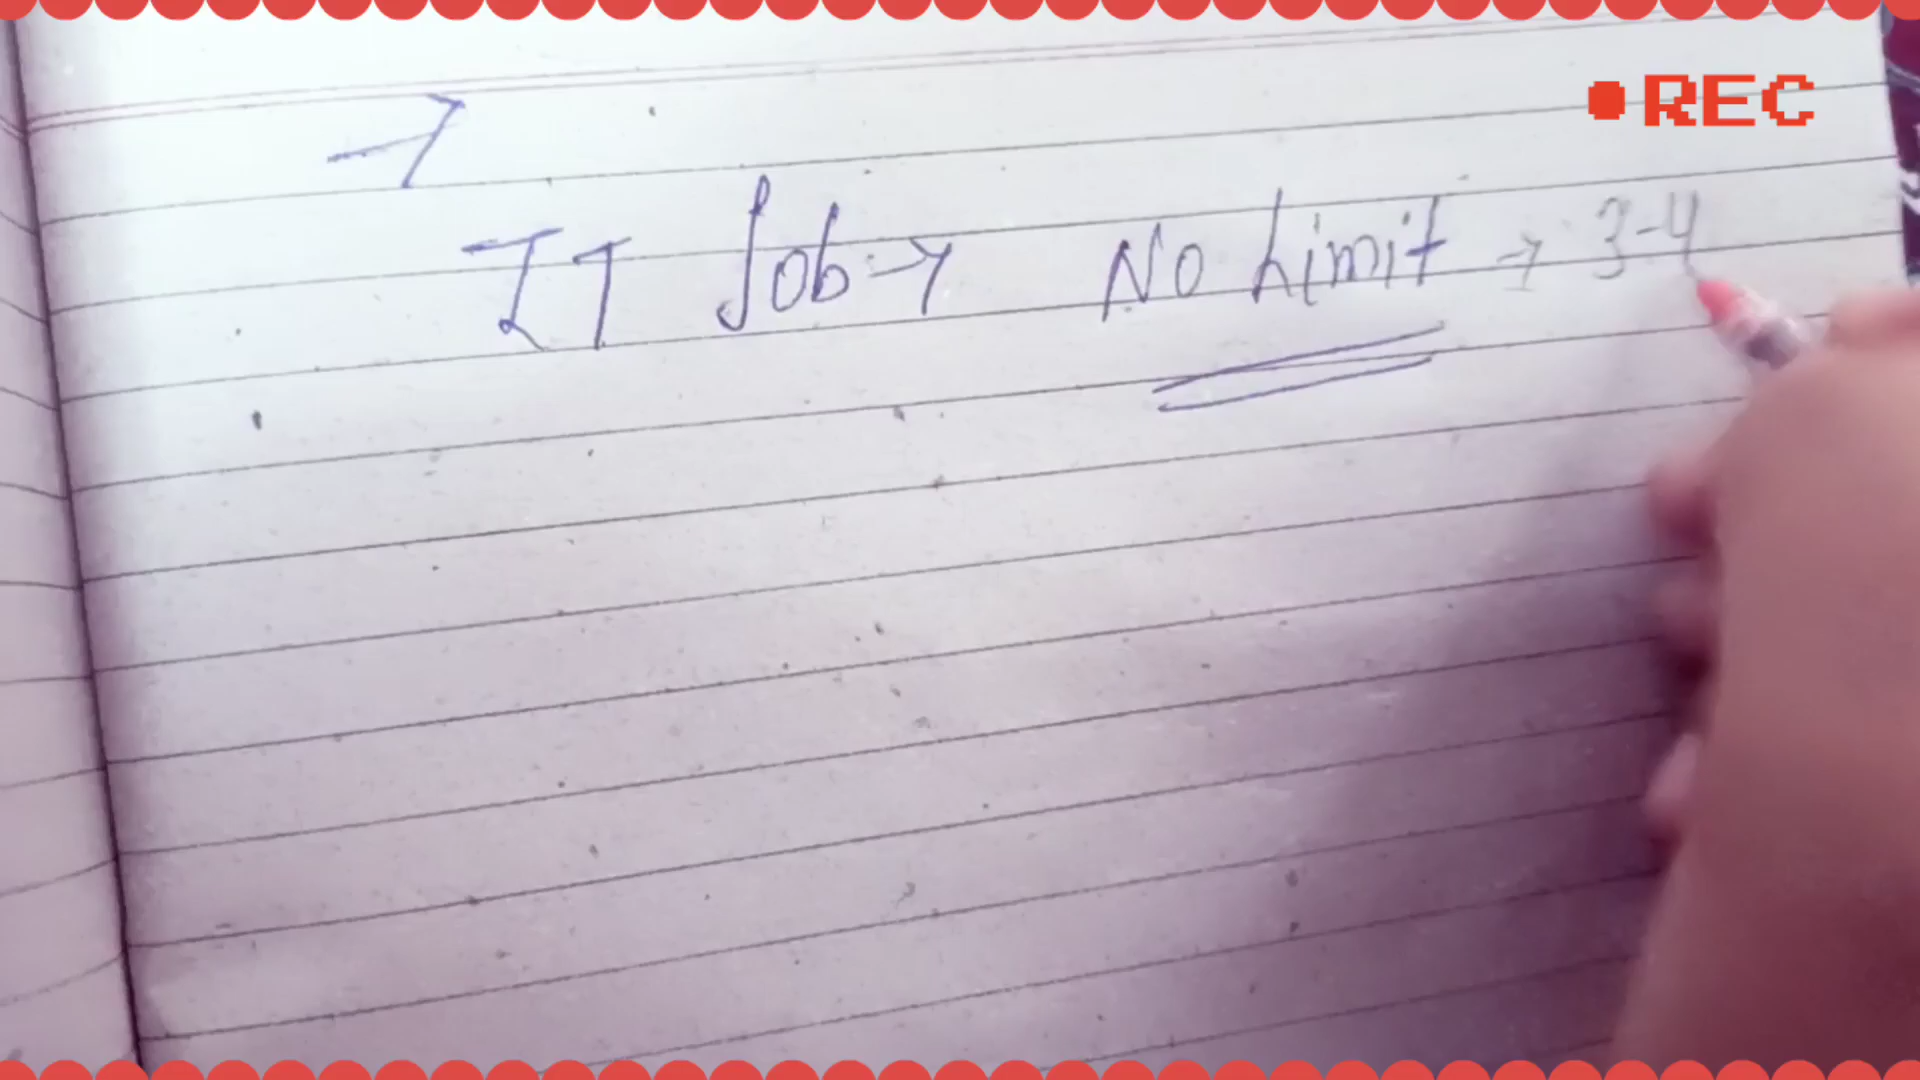 REC
→
IT Job → No Limit → 3-4